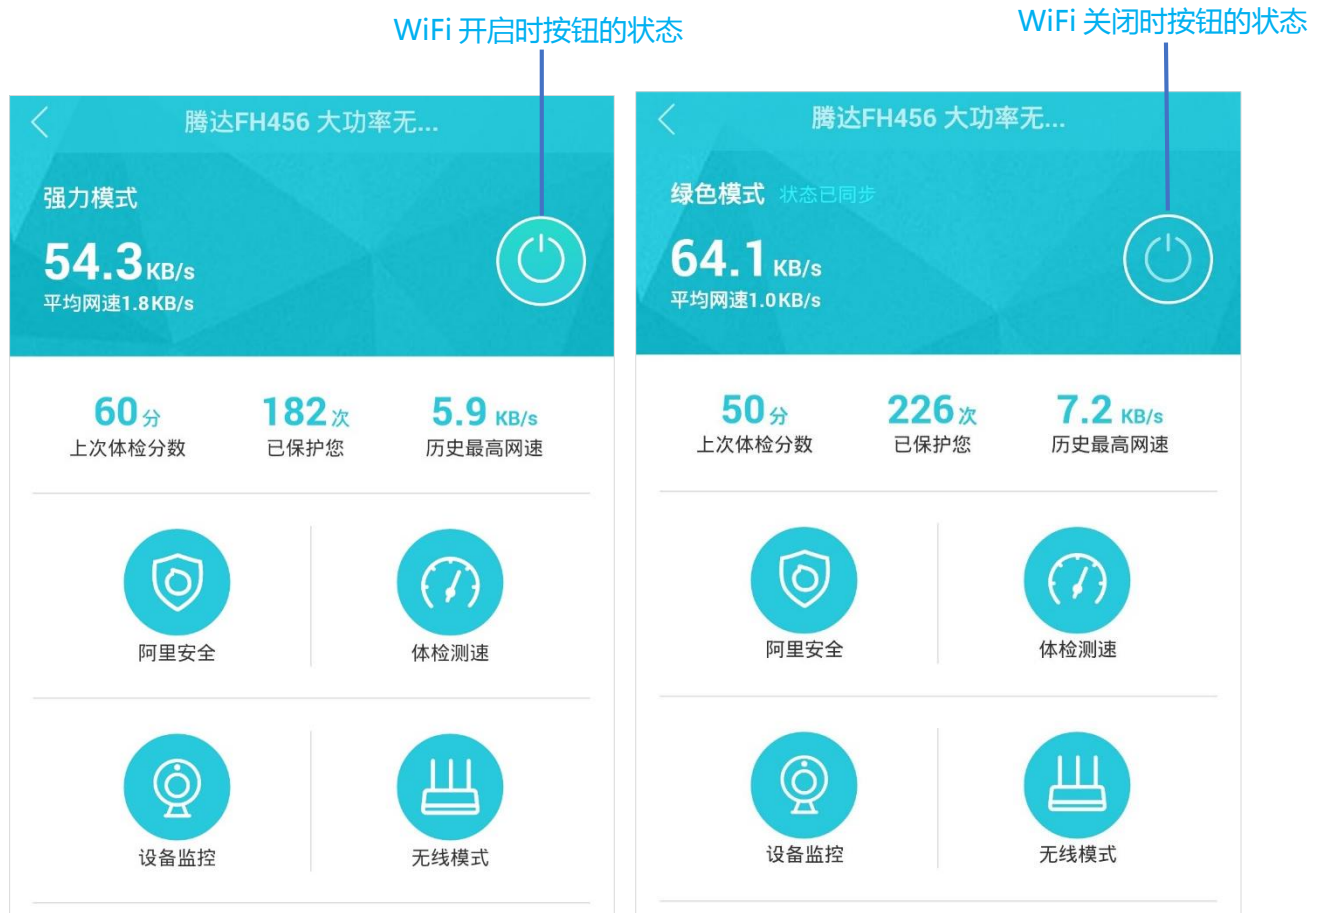 WiFi 开启时按钮的状态
WiFi 关闭时按钮的状态
腾达FH456 大功率无...
强力模式
54.3KB/s
平均网速1.8KB/s
60分
182次
5.9 KB/s
上次体检分数
已保护您
历史最高网速
阿里安全
体检测速
设备监控
无线模式
腾达FH456 大功率无...
绿色模式 状态已同步
64.1 KB/s
平均网速1.0KB/s
50分
226次
7.2 KB/s
上次体检分数
已保护您
历史最高网速
阿里安全
体检测速
设备监控
无线模式